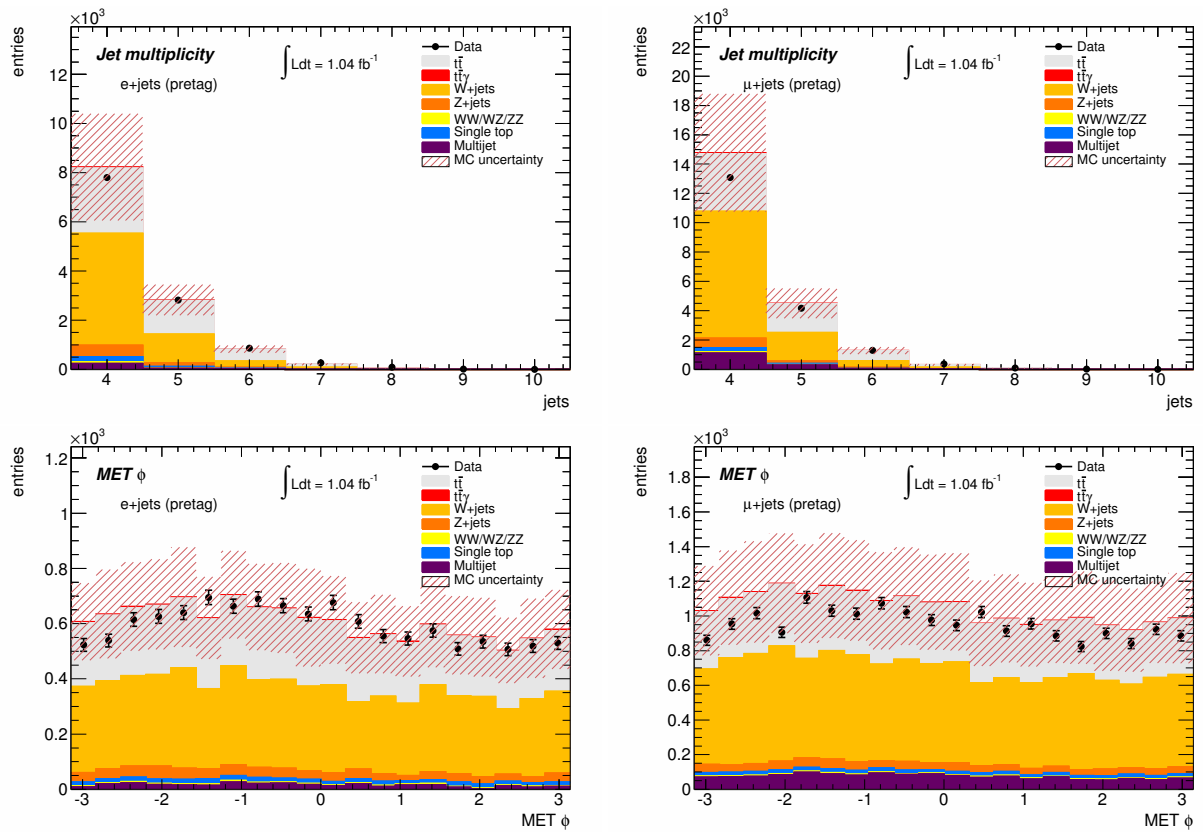 ×10³
entries
14
12
10
8
6
4
2
0
Jet multiplicity
e+jets (pretag)
∫ Ldt = 1.04 fb⁻¹
Data
tt̄
tt̄γ
W+jets
Z+jets
WW/WZ/ZZ
Single top
Multijet
MC uncertainty
4 5 6 7 8 9 10
jets
×10³
entries
22
20
18
16
14
12
10
8
6
4
2
0
Jet multiplicity
μ+jets (pretag)
∫ Ldt = 1.04 fb⁻¹
Data
tt̄
tt̄γ
W+jets
Z+jets
WW/WZ/ZZ
Single top
Multijet
MC uncertainty
4 5 6 7 8 9 10
jets
×10³
entries
1.2
1
0.8
0.6
0.4
0.2
0
MET ϕ
e+jets (pretag)
∫ Ldt = 1.04 fb⁻¹
Data
tt̄
tt̄γ
W+jets
Z+jets
WW/WZ/ZZ
Single top
Multijet
MC uncertainty
-3 -2 -1 0 1 2 3
MET ϕ
×10³
entries
1.8
1.6
1.4
1.2
1.0
0.8
0.6
0.4
0.2
0
MET ϕ
μ+jets (pretag)
∫ Ldt = 1.04 fb⁻¹
Data
tt̄
tt̄γ
W+jets
Z+jets
WW/WZ/ZZ
Single top
Multijet
MC uncertainty
-3 -2 -1 0 1 2 3
MET ϕ